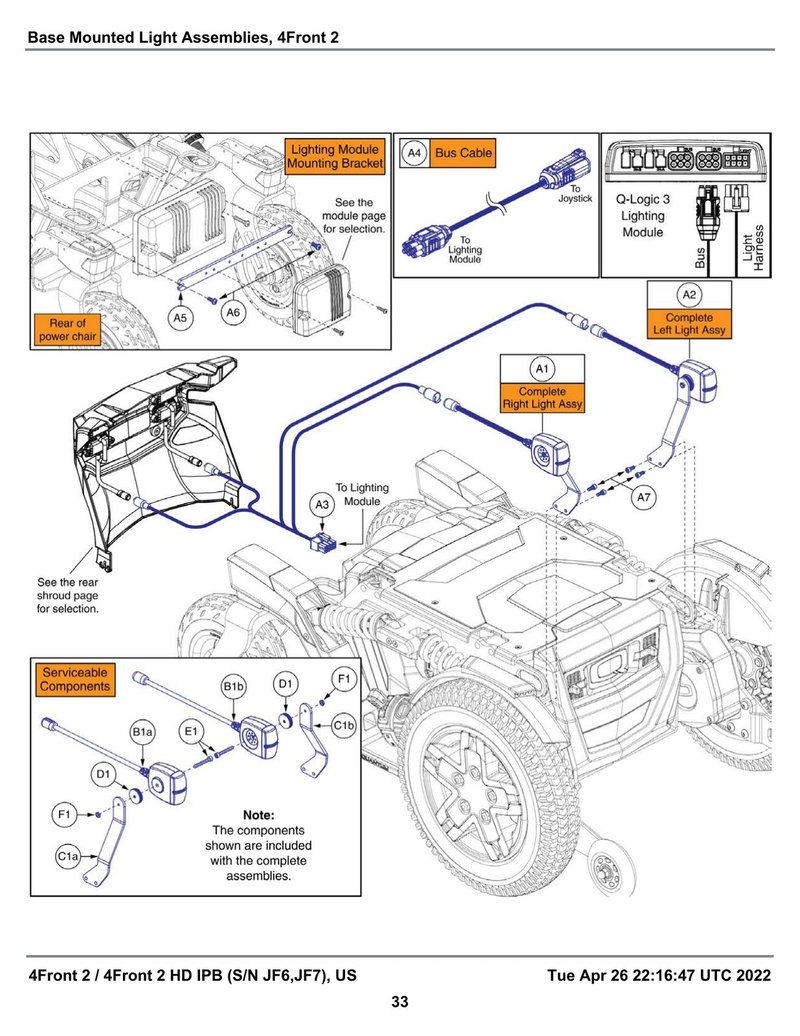 Base Mounted Light Assemblies, 4Front 2
Lighting Module
Mounting Bracket
See the
module page
for selection.
A5
A6
Rear of
power chair
A4
Bus Cable
To
Joystick
To
Lighting
Module
BUS
BUS
LIGHT
Q-Logic 3
Lighting
Module
Bus
Light
Harness
A2
Complete
Left Light Assy
A1
Complete
Right Light Assy
To Lighting
Module
A3
A7
See the rear
shroud page
for selection.
QUANTUM
Serviceable
Components
B1b
D1
F1
B1a
E1
C1b
D1
F1
C1a
Note:
The components
shown are included
with the complete
assemblies.
4Front 2 / 4Front 2 HD IPB (S/N JF6,JF7), US
Tue Apr 26 22:16:47 UTC 2022
33